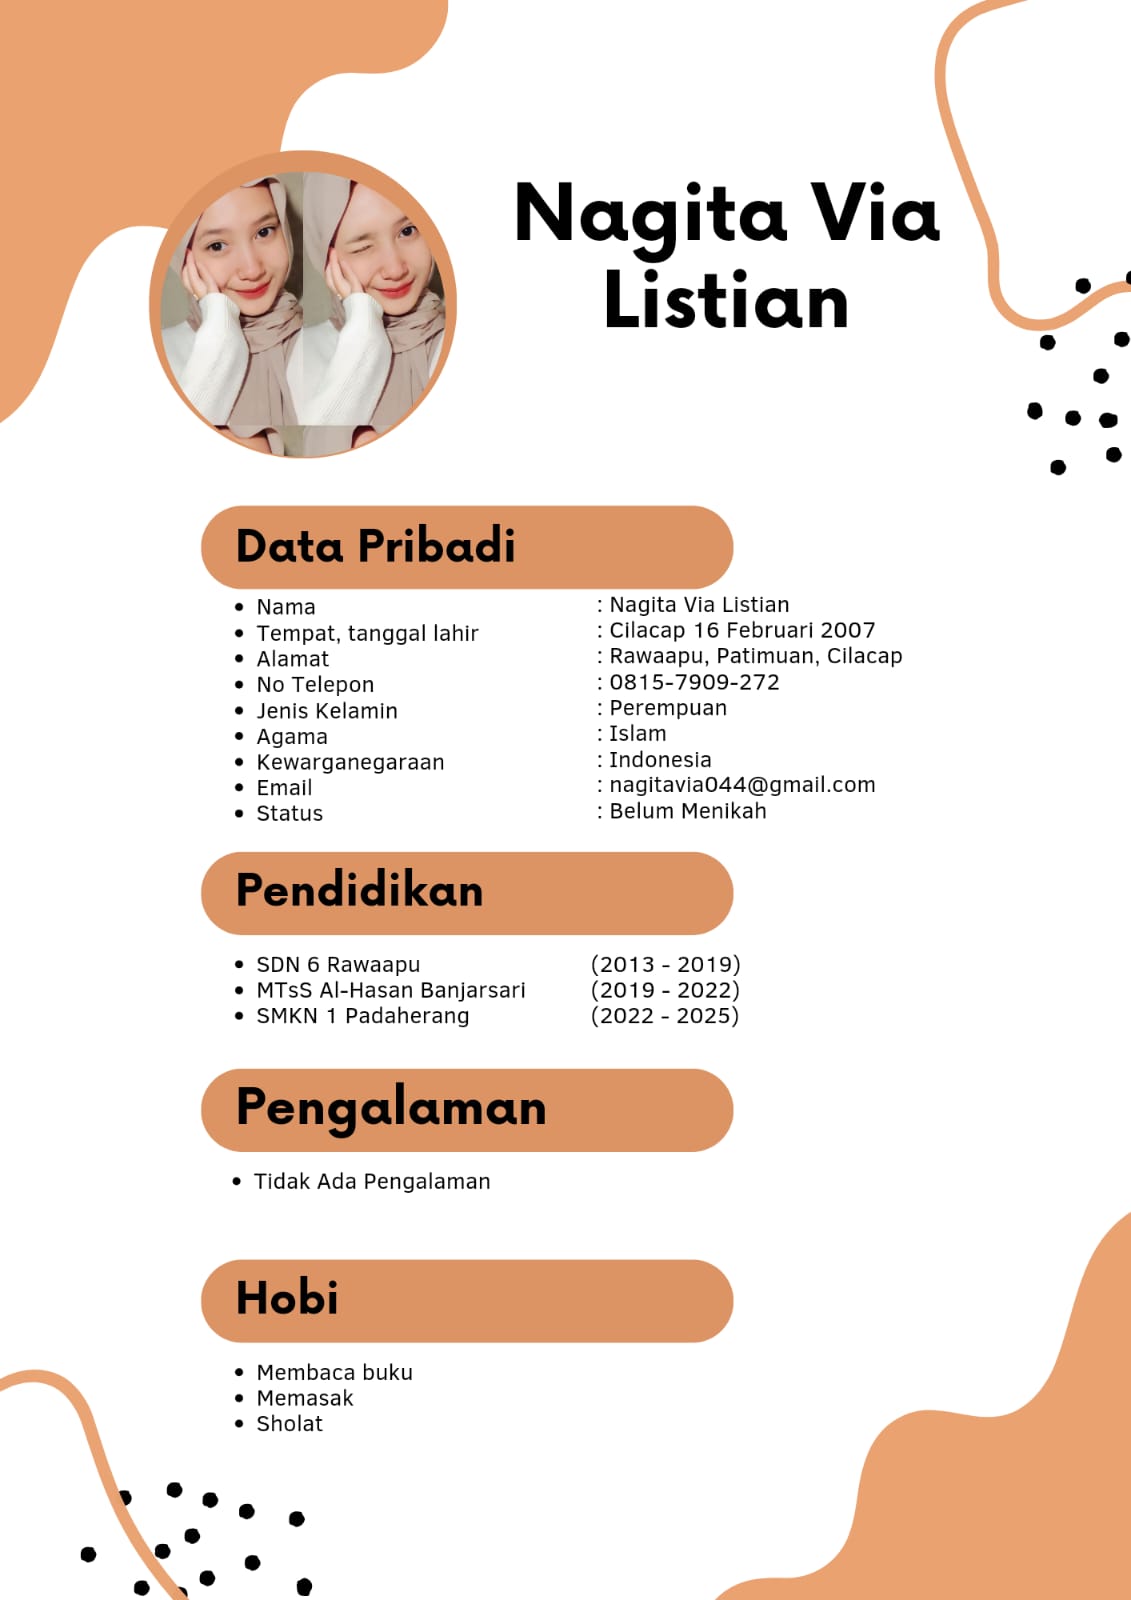 Nagita Via
Listian
Data Pribadi
• Nama : Nagita Via Listian
• Tempat, tanggal lahir : Cilacap 16 Februari 2007
• Alamat : Rawaapu, Patimuan, Cilacap
• No Telepon : 0815-7909-272
• Jenis Kelamin : Perempuan
• Agama : Islam
• Kewarganegaraan : Indonesia
• Email : nagitavia044@gmail.com
• Status : Belum Menikah
Pendidikan
• SDN 6 Rawaapu (2013 - 2019)
• MTsS Al-Hasan Banjarsari (2019 - 2022)
• SMKN 1 Padaherang (2022 - 2025)
Pengalaman
• Tidak Ada Pengalaman
Hobi
• Membaca buku
• Memasak
• Sholat